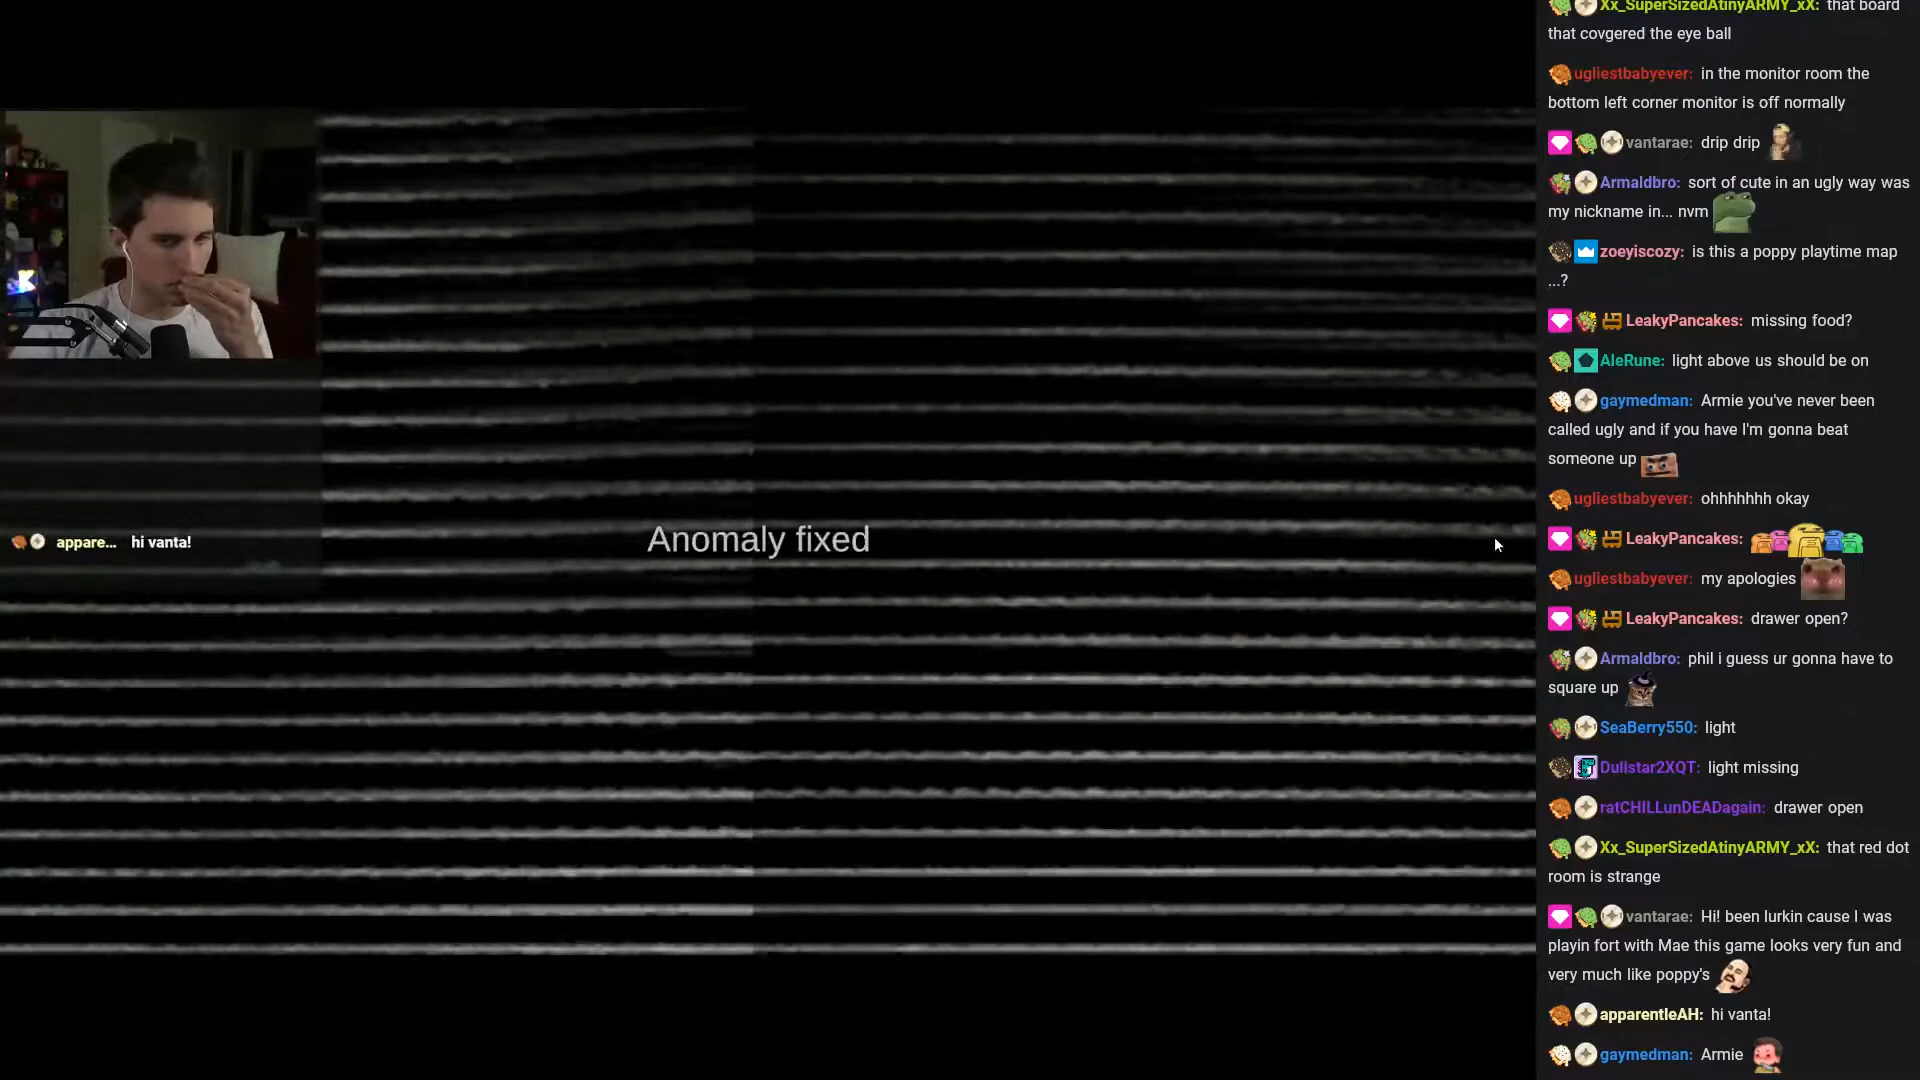 Xx_SuperSizedAtinyARMY_xX: that board
that covgered the eye ball
ugliestbabyever: in the monitor room the
bottom left corner monitor is off normally
vantarae: drip drip
Armaldbro: sort of cute in an ugly way was
my nickname in... nvm
zoeyiscozy: is this a poppy playtime map
...?
LeakyPancakes: missing food?
AleRune: light above us should be on
gaymedman: Armie you've never been
called ugly and if you have I'm gonna beat
someone up
ugliestbabyever: ohhhhhhh okay
LeakyPancakes:
ugliestbabyever: my apologies
LeakyPancakes: drawer open?
Armaldbro: phil i guess ur gonna have to
square up
SeaBerry550: light
Dulistar2XQT: light missing
ratCHILLunDEADagain: drawer open
Xx_SuperSizedAtinyARMY_xX: that red dot
room is strange
vantarae: Hi! been lurkin cause I was
playin fort with Mae this game looks very fun and
very much like poppy's
apparentleAH: hi vanta!
gaymedman: Armie
appare... hi vanta!
Anomaly fixed